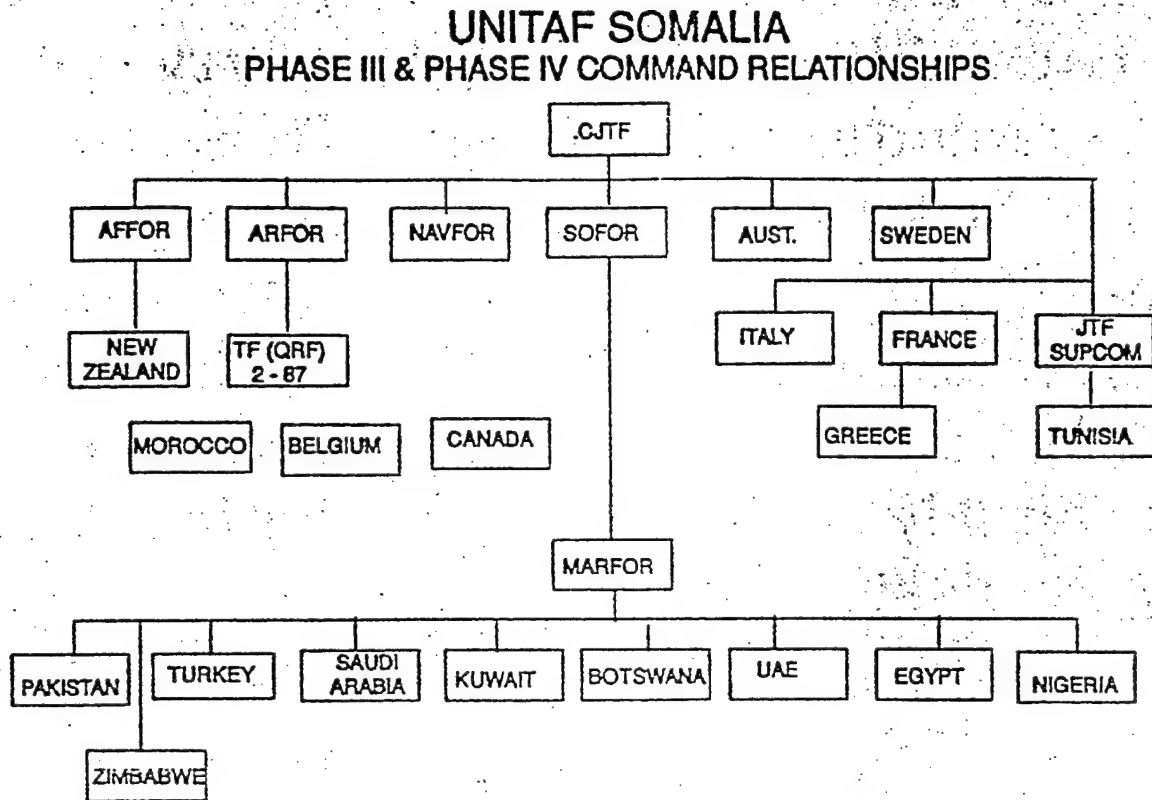 UNITAF SOMALIA
PHASE III & PHASE IV COMMAND RELATIONSHIPS
CJTF
AFFOR
ARFOR
NAVFOR
SOFOR
AUST.
SWEDEN
NEW
ZEALAND
TF (QRF)
2 - 87
ITALY
FRANCE
JTF
SUPCOM
MOROCCO
BELGIUM
CANADA
GREECE
TUNISIA
MARFOR
PAKISTAN
TURKEY
SAUDI
ARABIA
KUWAIT
BOTSWANA
UAE
EGYPT
NIGERIA
ZIMBABWE